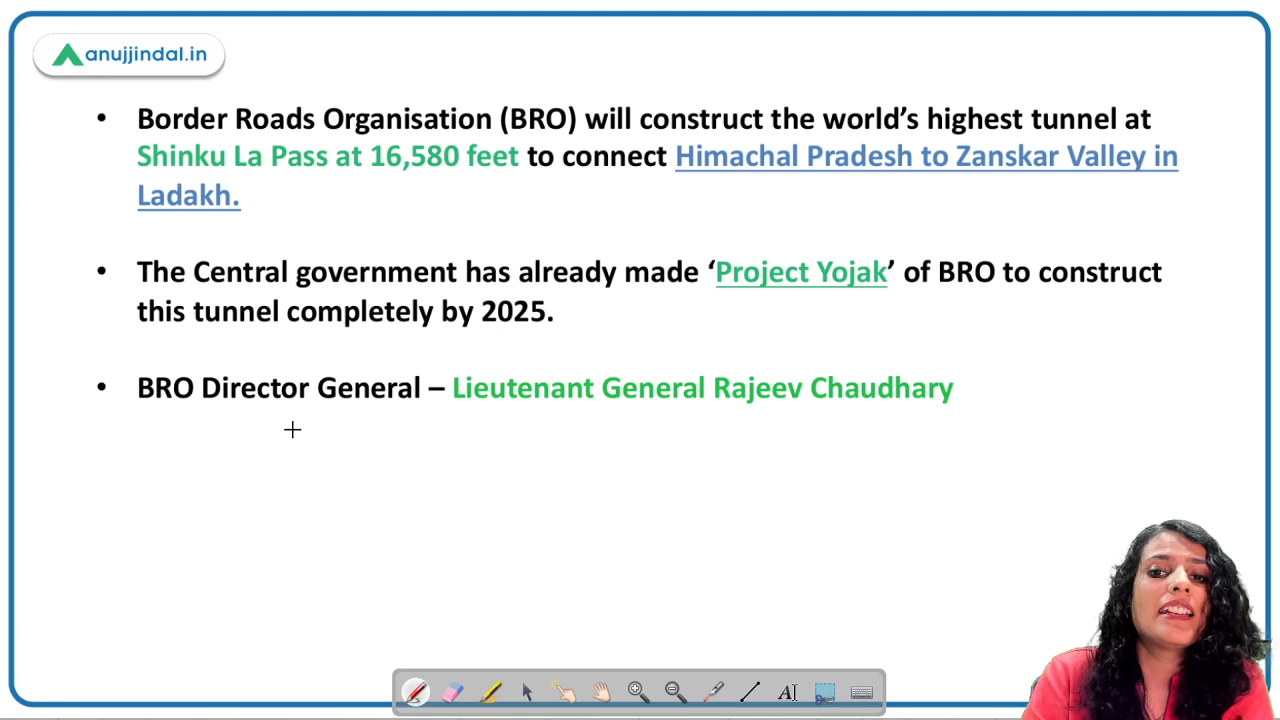 anujjindal.in
• Border Roads Organisation (BRO) will construct the world’s highest tunnel at
Shinku La Pass at 16,580 feet to connect Himachal Pradesh to Zanskar Valley in
Ladakh.
• The Central government has already made ‘Project Yojak’ of BRO to construct
this tunnel completely by 2025.
• BRO Director General – Lieutenant General Rajeev Chaudhary
AI